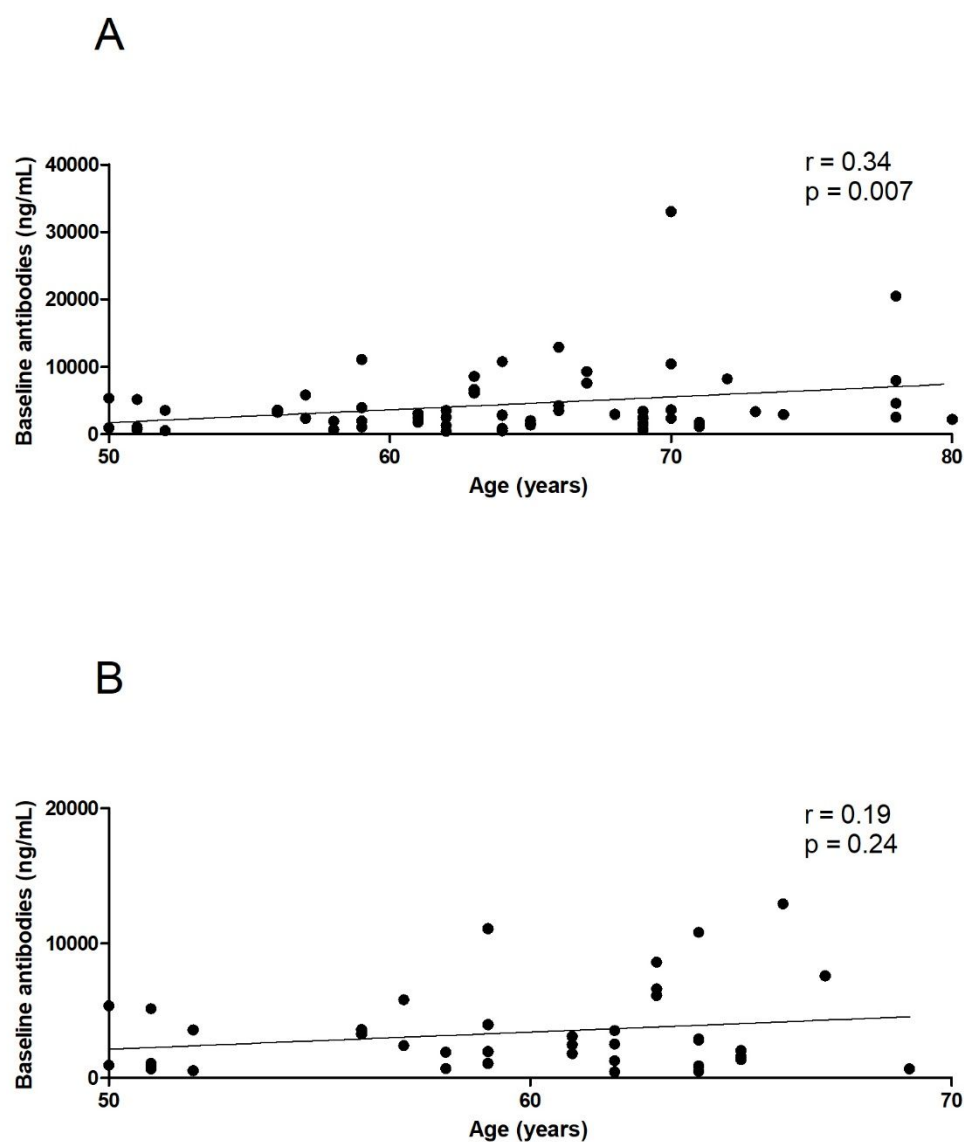 A
r = 0.34
p = 0.007
Baseline antibodies (ng/mL)
40000
30000
20000
10000
0
50 60 70 80
Age (years)
B
r = 0.19
p = 0.24
Baseline antibodies (ng/mL)
20000
10000
0
50 60 70
Age (years)